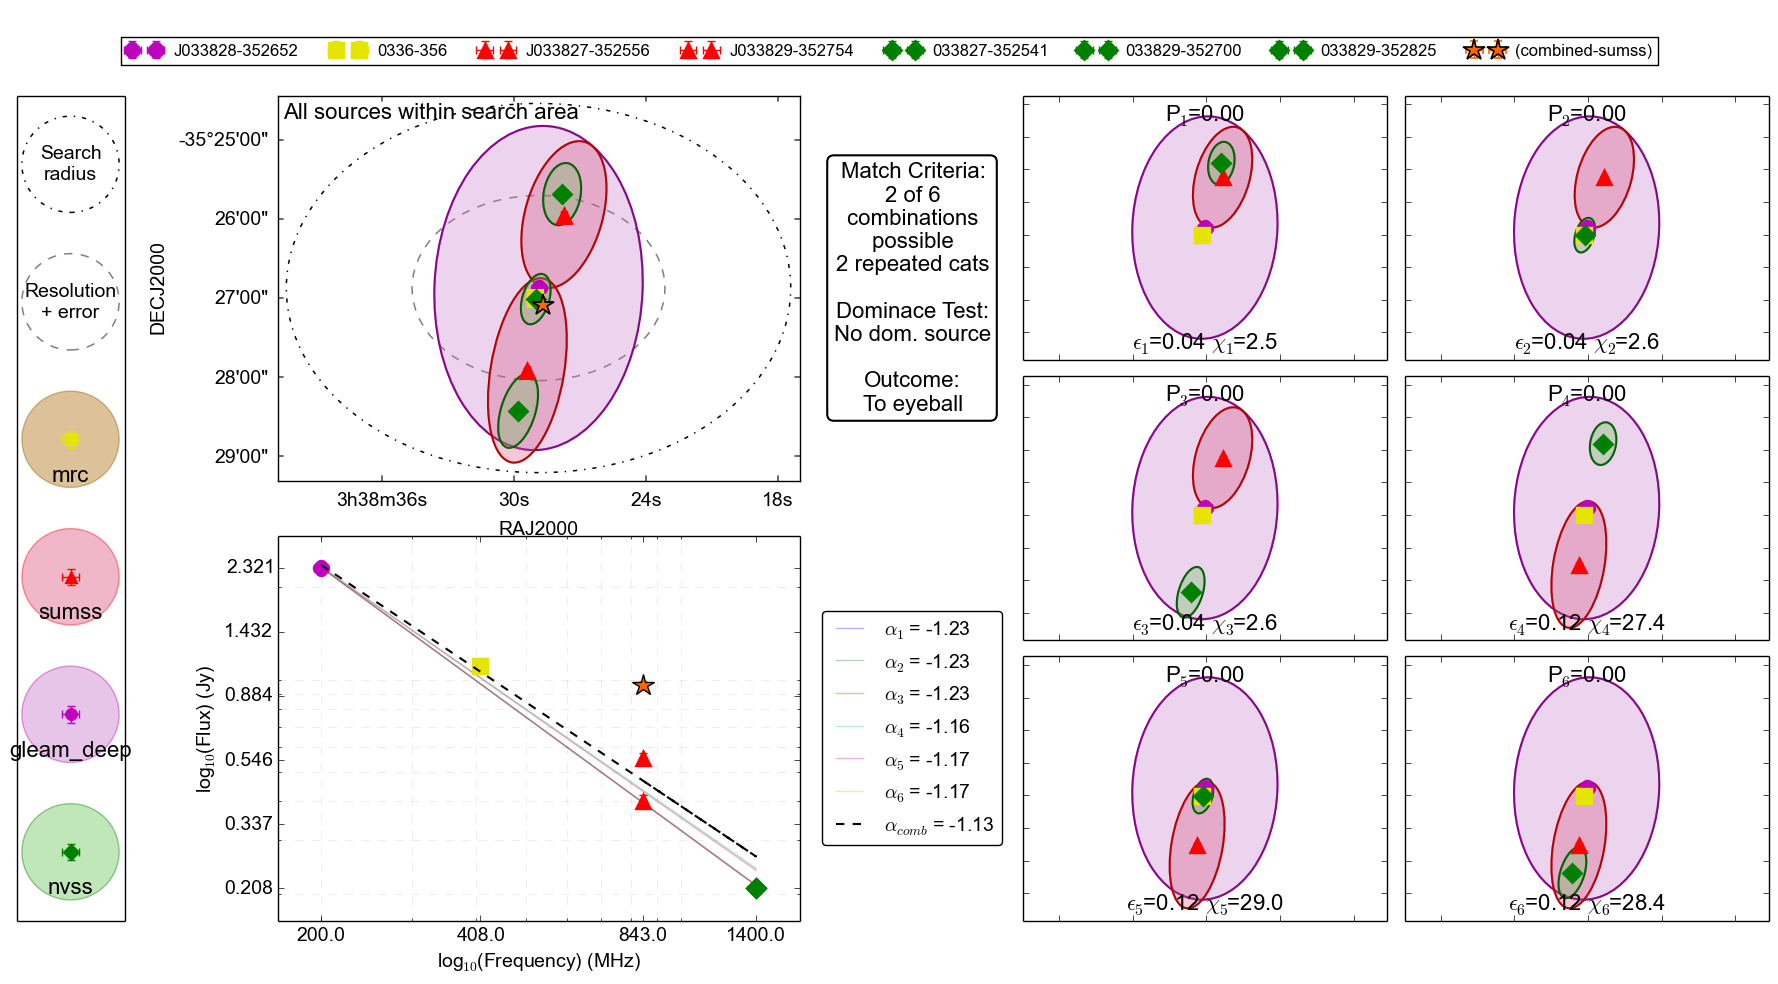 J033828-352652 0336-356 J033827-352556 J033829-352754 033827-352541 033829-352700 033829-352825 (combined-sumss)
Search
radius
Resolution
+ error
mrc
sumss
gleam_deep
nvss
All sources within search area
DECJ2000
-35°25'00"
26'00"
27'00"
28'00"
29'00"
3h38m36s 30s 24s 18s
RAJ2000
log10(Flux) (Jy)
2.321
1.432
0.884
0.546
0.337
0.208
200.0 408.0 843.0 1400.0
log10(Frequency) (MHz)
Match Criteria:
2 of 6
combinations
possible
2 repeated cats
Dominace Test:
No dom. source
Outcome:
To eyeball
α1 = -1.23
α2 = -1.23
α3 = -1.23
α4 = -1.16
α5 = -1.17
α6 = -1.17
αcomb = -1.13
P1=0.00
ϵ1=0.04 χ1=2.5
P2=0.00
ϵ2=0.04 χ2=2.6
P3=0.00
ϵ3=0.04 χ3=2.6
P4=0.00
ϵ4=0.12 χ4=27.4
P5=0.00
ϵ5=0.12 χ5=29.0
P6=0.00
ϵ6=0.12 χ6=28.4